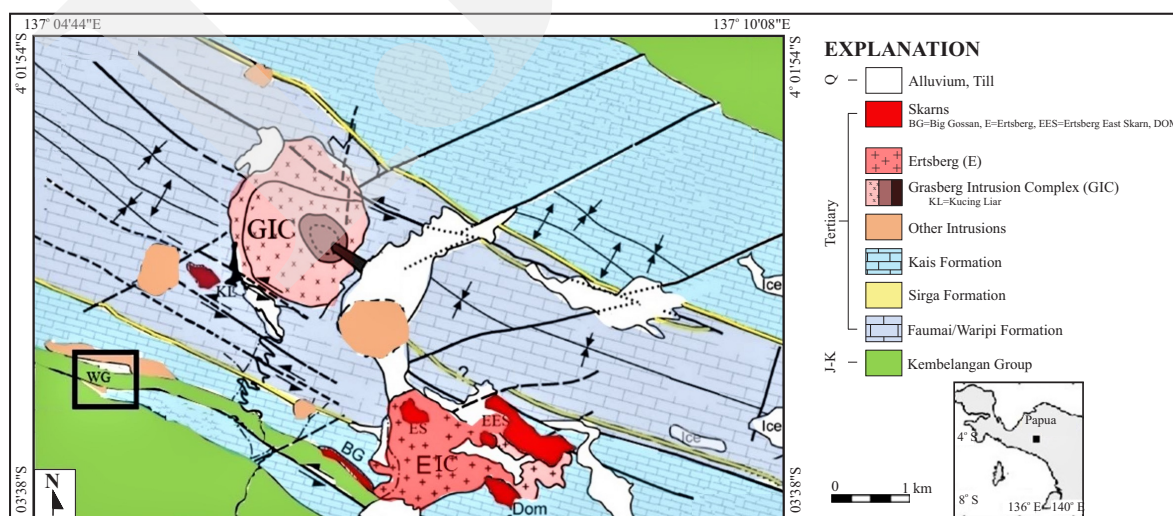 137° 04'44"E
137° 10'08"E
4° 01'54"S
4° 01'54"S
03'38"S
03'38"S
GIC
KL
WG
BG
ES
EES
EIC
Dom
?
Ice
Ice
Ice
N
EXPLANATION
Q
Alluvium, Till
Skarns
BG=Big Gossan, E=Ertsberg, EES=Ertsberg East Skarn, DOM
Tertiary
Ertsberg (E)
Grasberg Intrusion Complex (GIC)
KL=Kucing Liar
Other Intrusions
Kais Formation
Sirga Formation
Faumai/Waripi Formation
J-K
Kembelangan Group
0 1 km
Papua
4° S
8° S
136° E
140° E